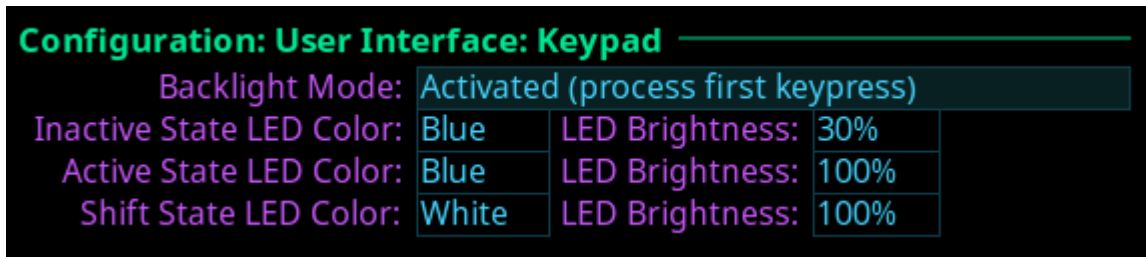 Configuration: User Interface: Keypad
Backlight Mode: Activated (process first keypress)
Inactive State LED Color: Blue LED Brightness: 30%
Active State LED Color: Blue LED Brightness: 100%
Shift State LED Color: White LED Brightness: 100%